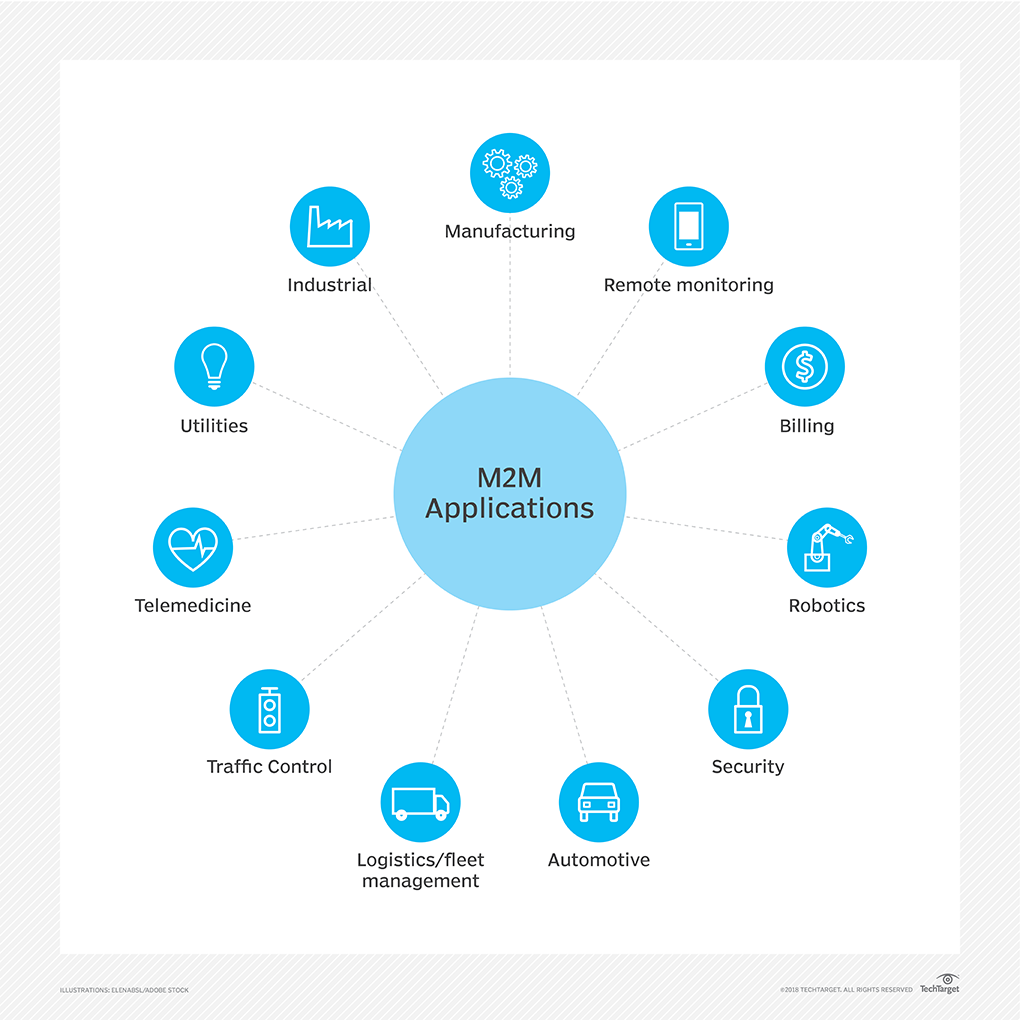 Manufacturing
Remote monitoring
Billing
Robotics
Security
Automotive
Logistics/fleet
management
Traffic Control
Telemedicine
Utilities
Industrial
M2M
Applications
ILLUSTRATIONS: ELENABSL/ADOBE STOCK
©2018 TECHTARGET. ALL RIGHTS RESERVED
TechTarget